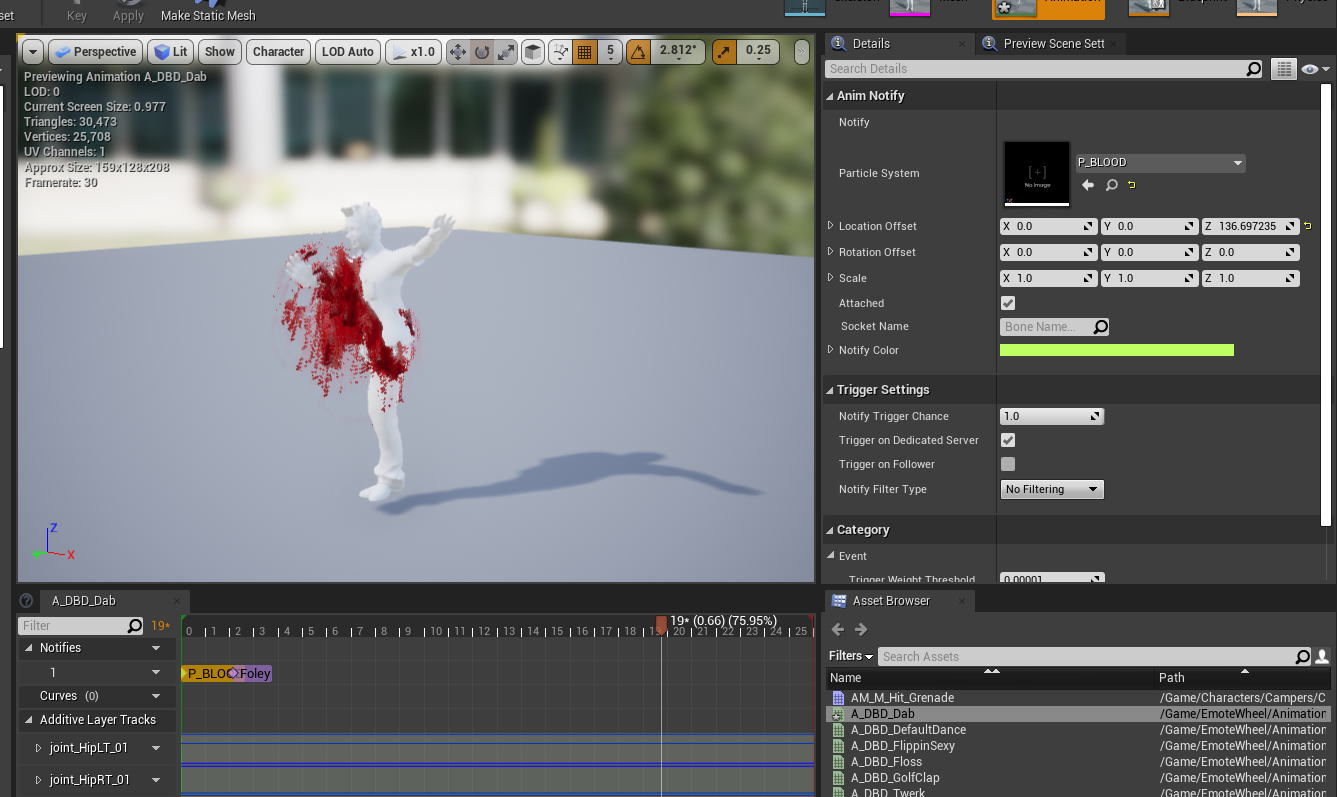 set
Key
Apply
Make Static Mesh
Skeleton
Mesh
Animation
Blueprint
Physics
Perspective
Lit
Show
Character
LOD Auto
x1.0
5
2.812°
0.25
Previewing Animation A_DBD_Dab
LOD: 0
Current Screen Size: 0.977
Triangles: 30,473
Vertices: 25,708
UV Channels: 1
Approx Size: 159x128x208
Framerate: 30
Z
X
Details
Preview Scene Sett
Search Details
Anim Notify
Notify
Particle System
[+]
No Image
P_BLOOD
Location Offset
X 0.0
Y 0.0
Z 136.697235
Rotation Offset
X 0.0
Y 0.0
Z 0.0
Scale
X 1.0
Y 1.0
Z 1.0
Attached
Socket Name
Bone Name...
Notify Color
Trigger Settings
Notify Trigger Chance
1.0
Trigger on Dedicated Server
Trigger on Follower
Notify Filter Type
No Filtering
Category
Event
Trigger Weight Threshold
0.00001
A_DBD_Dab
Filter
19*
19* (0.66) (75.95%)
0 1 2 3 4 5 6 7 8 9 10 11 12 13 14 15 16 17 18 19 20 21 22 23 24 25
Notifies
1
P_BLOO
Foley
Curves (0)
Additive Layer Tracks
joint_HipLT_01
joint_HipRT_01
Asset Browser
Filters
Search Assets
Name
Path
AM_M_Hit_Grenade
/Game/Characters/Campers/C
A_DBD_Dab
/Game/EmoteWheel/Animation
A_DBD_DefaultDance
/Game/EmoteWheel/Animation
A_DBD_FlippinSexy
/Game/EmoteWheel/Animation
A_DBD_Floss
/Game/EmoteWheel/Animation
A_DBD_GolfClap
/Game/EmoteWheel/Animation
A_DBD_Twerk
/Game/EmoteWheel/Animation